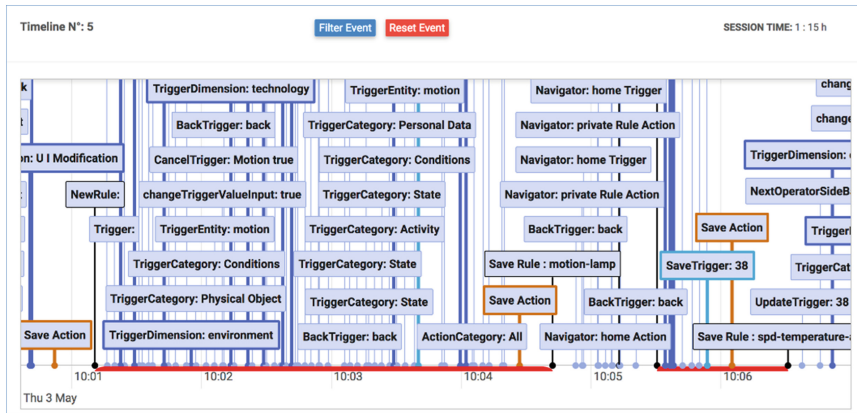 Timeline N°: 5
Filter Event
Reset Event
SESSION TIME: 1 : 15 h
k
TriggerDimension: technology
TriggerEntity: motion
Navigator: home Trigger
chang
BackTrigger: back
TriggerCategory: Personal Data
Navigator: private Rule Action
change
n: U I Modification
CancelTrigger: Motion true
TriggerCategory: Conditions
Navigator: home Trigger
TriggerDimension:
NewRule:
changeTriggerValueInput: true
TriggerCategory: State
Navigator: private Rule Action
NextOperatorSideBa
Trigger:
TriggerEntity: motion
TriggerCategory: Activity
BackTrigger: back
Save Action
TriggerCategory: Conditions
TriggerCategory: State
Save Rule : motion-lamp
SaveTrigger: 38
TriggerCat
TriggerCategory: Physical Object
TriggerCategory: State
Save Action
BackTrigger: back
UpdateTrigger: 38
Save Action
TriggerDimension: environment
BackTrigger: back
ActionCategory: All
Navigator: home Action
Save Rule : spd-temperature-a
10:01
10:02
10:03
10:04
10:05
10:06
Thu 3 May